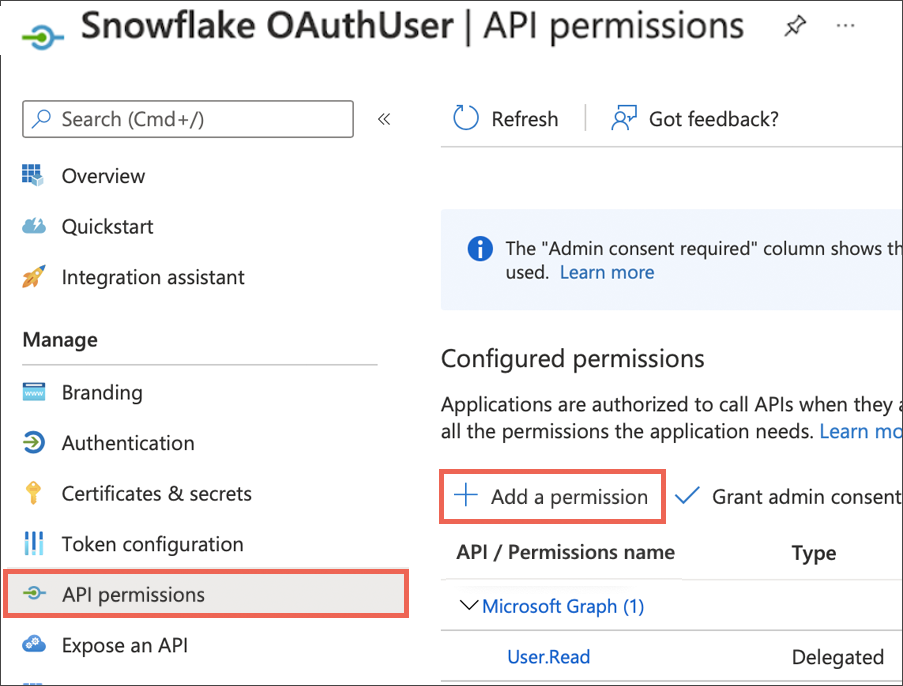 Snowflake OAuthUser | API permissions
Search (Cmd+/)
«
Refresh
Got feedback?
Overview
Quickstart
Integration assistant
The "Admin consent required" column shows th
used. Learn more
Manage
Configured permissions
Branding
Applications are authorized to call APIs when they a
all the permissions the application needs. Learn mo
Authentication
Certificates & secrets
Add a permission
Grant admin consent
Token configuration
API / Permissions name
Type
API permissions
Microsoft Graph (1)
Expose an API
User.Read
Delegated